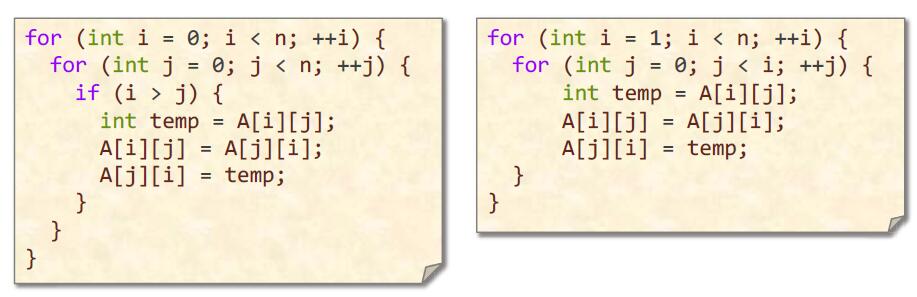 for (int i = 0; i < n; ++i) {
  for (int j = 0; j < n; ++j) {
    if (i > j) {
      int temp = A[i][j];
      A[i][j] = A[j][i];
      A[j][i] = temp;
    }
  }
}
for (int i = 1; i < n; ++i) {
  for (int j = 0; j < i; ++j) {
      int temp = A[i][j];
      A[i][j] = A[j][i];
      A[j][i] = temp;
  }
}